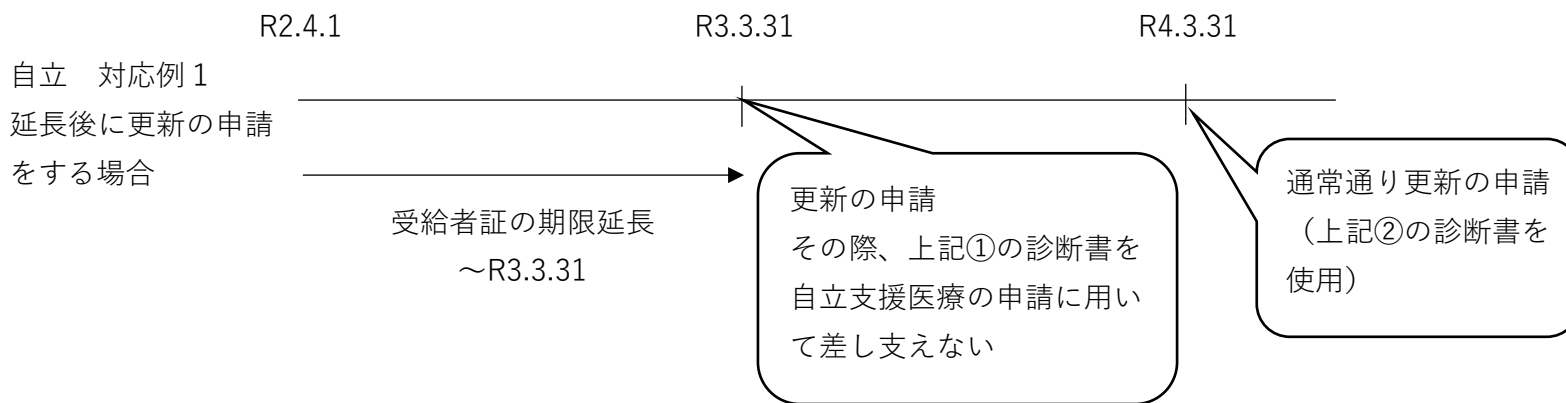 R2.4.1
R3.3.31
R4.3.31
自立　対応例１
延長後に更新の申請
をする場合
受給者証の期限延長
～R3.3.31
更新の申請
その際、上記①の診断書を
自立支援医療の申請に用い
て差し支えない
通常通り更新の申請
（上記②の診断書を
使用）